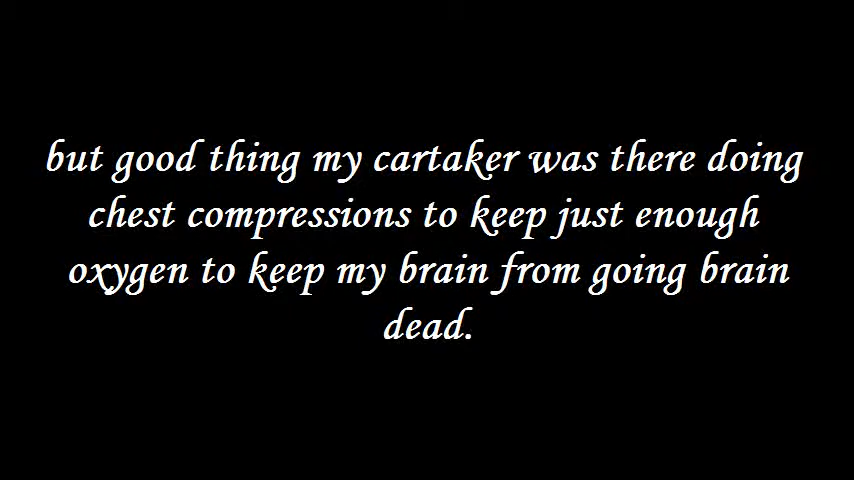 but good thing my cartaker was there doing
chest compressions to keep just enough
oxygen to keep my brain from going brain
dead.